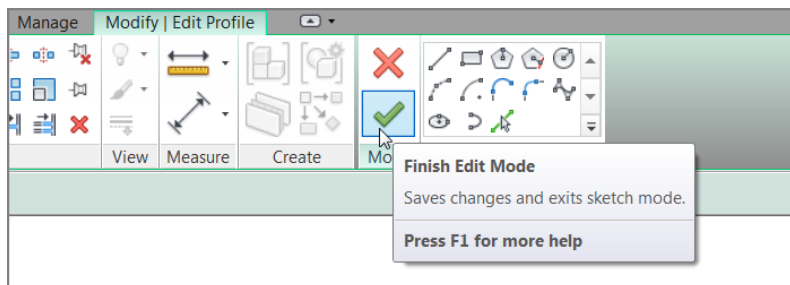 Manage Modify | Edit Profile
View Measure Create Mo
Finish Edit Mode
Saves changes and exits sketch mode.
Press F1 for more help